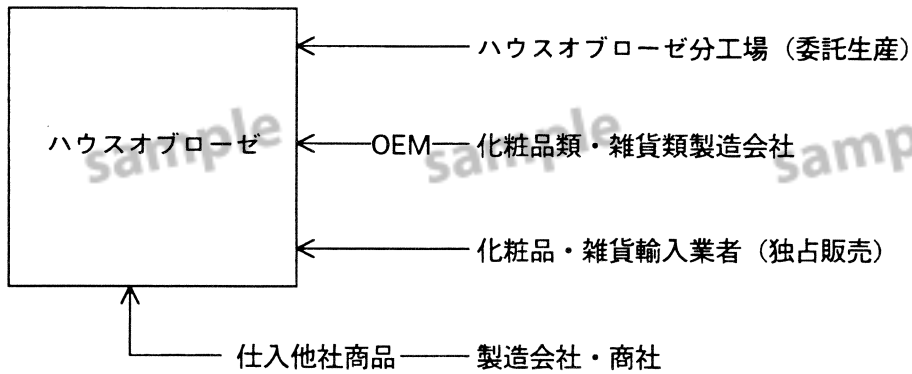 ハウスオブローゼ分工場（委託生産）
ハウスオブローゼ
OEM 化粧品類・雑貨類製造会社
化粧品・雑貨輸入業者（独占販売）
仕入他社商品 製造会社・商社
sample
sample
samp